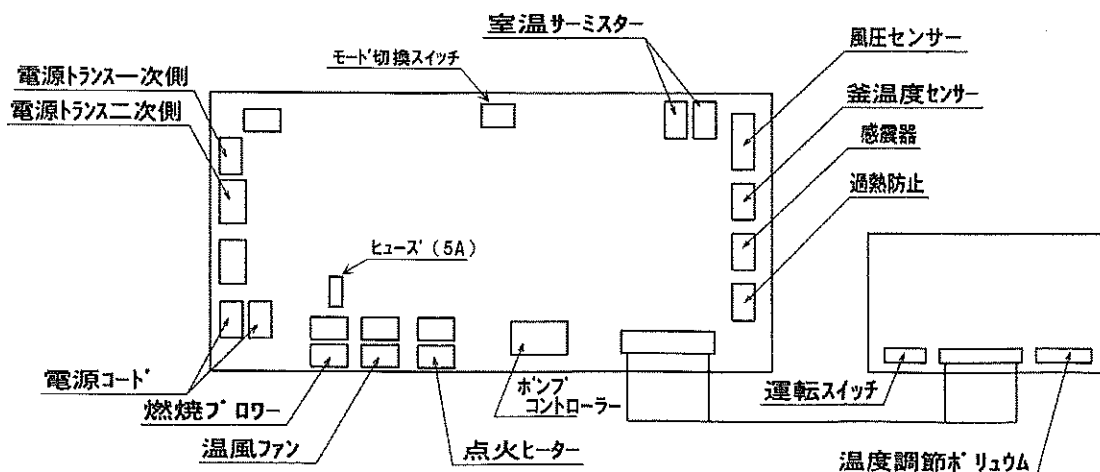 室温サーミスター
風圧センサー
モード切換スイッチ
電源トランス一次側
電源トランス二次側
釜温度センサー
感震器
過熱防止
ヒューズ(5A)
電源コード
燃焼ブロワー
温風ファン
点火ヒーター
ポンプ
コントローラー
運転スイッチ
温度調節ボリュウム